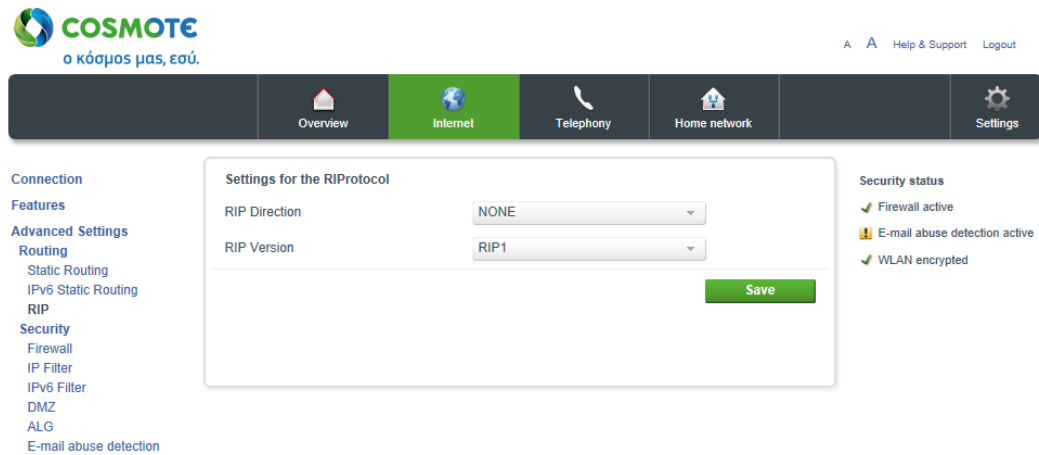 COSMOTE
ο κόσμος μας, εσύ.
A A Help & Support Logout
Overview Internet Telephony Home network Settings
Connection
Features
Advanced Settings
Routing
Static Routing
IPv6 Static Routing
RIP
Security
Firewall
IP Filter
IPv6 Filter
DMZ
ALG
E-mail abuse detection
Settings for the RIProtocol
RIP Direction NONE
RIP Version RIP1
Save
Security status
Firewall active
E-mail abuse detection active
WLAN encrypted